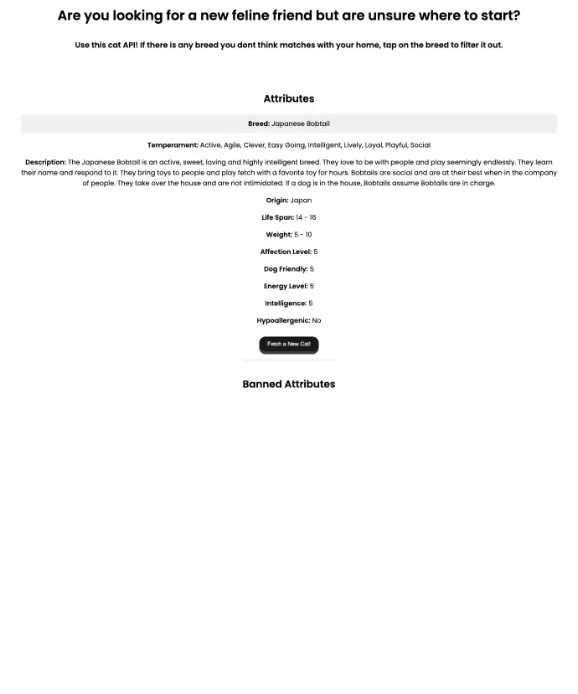 Are you looking for a new feline friend but are unsure where to start?
Use this cat API! If there is any breed you dont think matches with your home, tap on the breed to filter it out.
Attributes
Breed: Japanese Bobtail
Temperament: Active, Agile, Clever, Easy Going, Intelligent, Lively, Loyal, Playful, Social
Description: The Japanese Bobtail is an active, sweet, loving and highly intelligent breed. They love to be with people and play seemingly endlessly. They learn
their name and respond to it. They bring toys to people and play fetch with a favorite toy for hours. Bobtails are social and are at their best when in the company
of people. They take over the house and are not intimidated. If a dog is in the house, Bobtails assume Bobtails are in charge.
Origin: Japan
Life Span: 14 - 16
Weight: 5 - 10
Affection Level: 5
Dog Friendly: 5
Energy Level: 5
Intelligence: 5
Hypoallergenic: No
Fetch a New Cat!
Banned Attributes